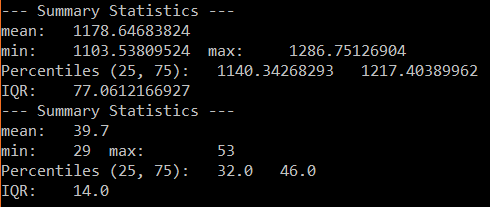 --- Summary Statistics ---
mean:   1178.64683824
min:    1103.53809524  max:     1286.75126904
Percentiles (25, 75):   1140.34268293   1217.40389962
IQR:    77.0612166927
--- Summary Statistics ---
mean:   39.7
min:    29  max:        53
Percentiles (25, 75):   32.0   46.0
IQR:    14.0